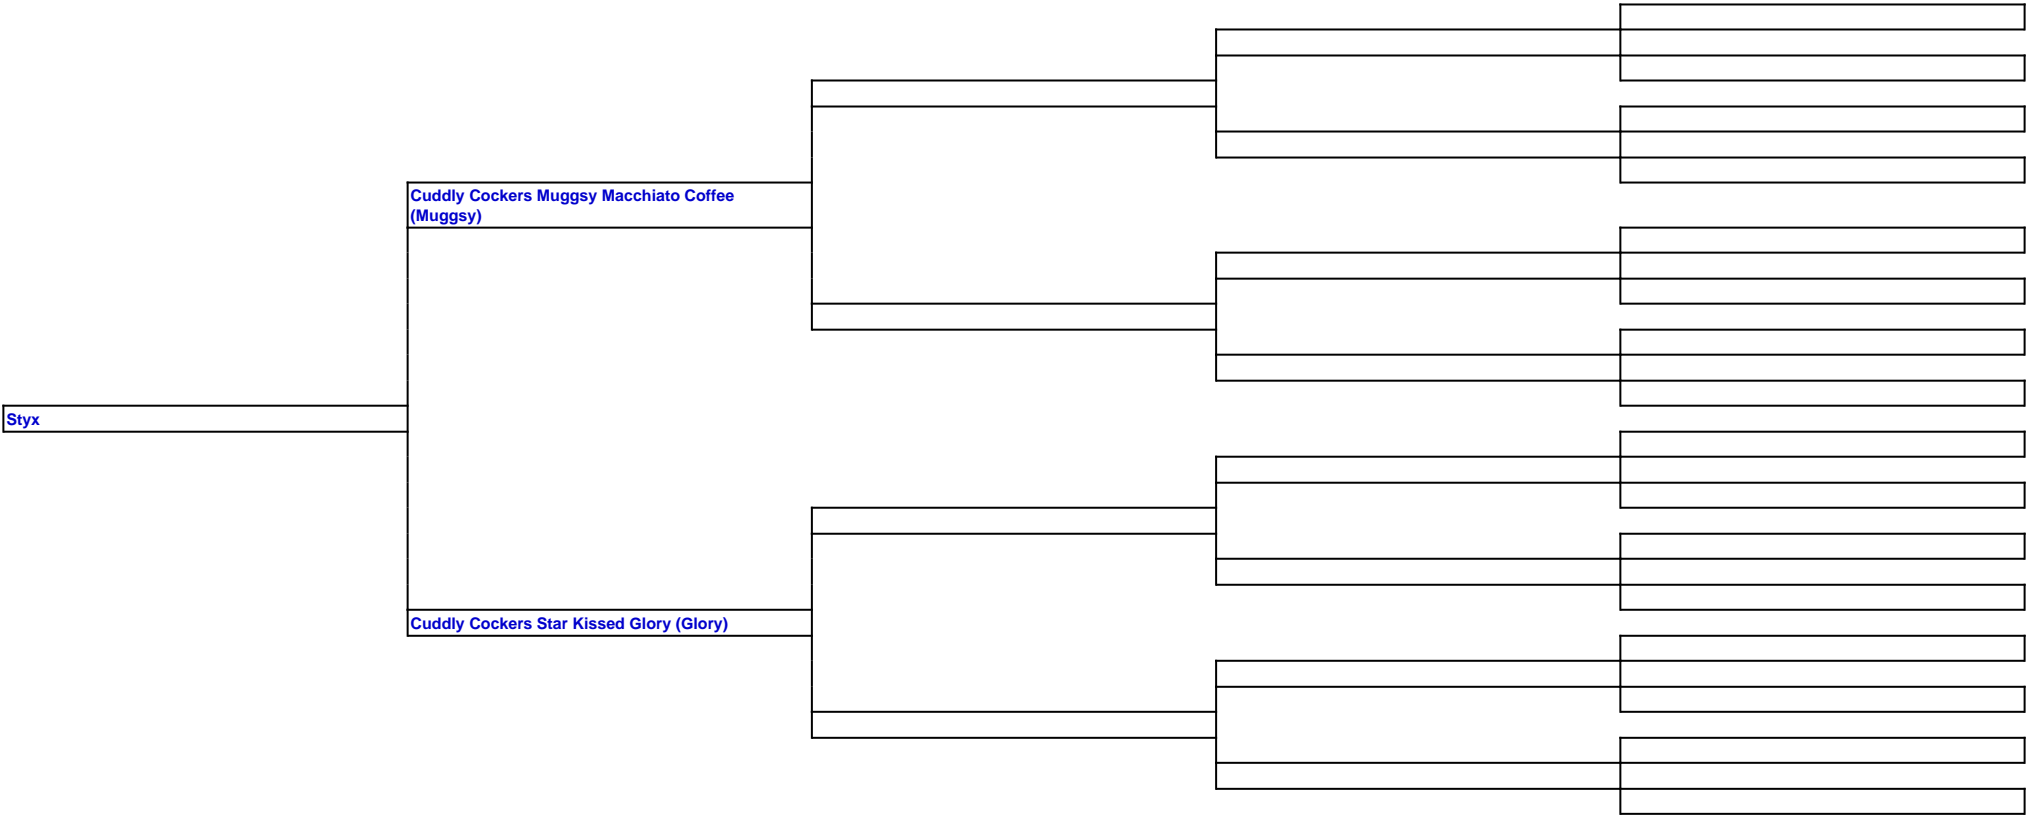 Cuddly Cockers Muggsy Macchiato Coffee
(Muggsy)
Styx
Cuddly Cockers Star Kissed Glory (Glory)